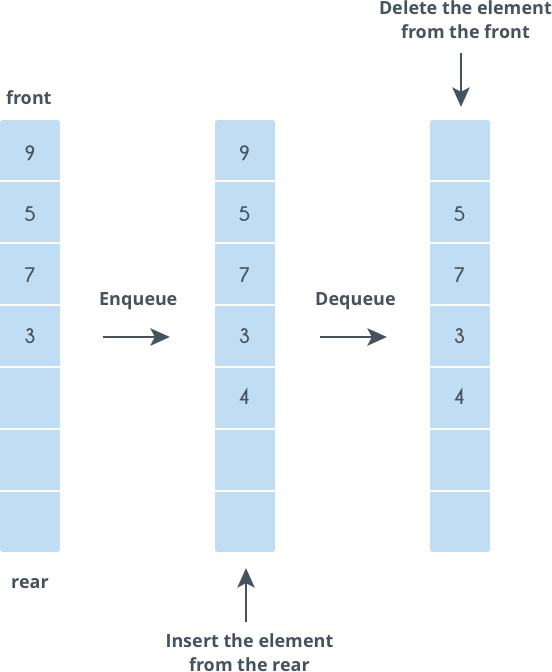 Delete the element
from the front
front
9
5
7
3
rear
Enqueue
9
5
7
3
4
Insert the element
from the rear
Dequeue
5
7
3
4